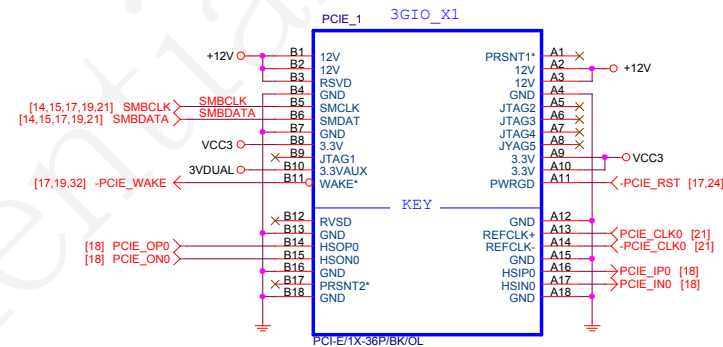 PCIE_1 3GIO_X1
+12V B1 12V PRSNT1* A1
B2 12V 12V A2 +12V
B3 RSVD 12V A3
B4 GND GND A4
[14,15,17,19,21] SMBCLK SMBCLK B5 SMCLK JTAG2 A5
[14,15,17,19,21] SMBDATA SMBDATA B6 SMDAT JTAG3 A6
B7 GND JTAG4 A7
VCC3 B8 3.3V JYAG5 A8
B9 JTAG1 3.3V A9 VCC3
3VDUAL B10 3.3VAUX 3.3V A10
[17,19,32] -PCIE_WAKE B11 WAKE* PWRGD A11 -PCIE_RST [17,24]
KEY
B12 RVSD GND A12
B13 GND REFCLK+ A13 PCIE_CLK0 [21]
[18] PCIE_OP0 B14 HSOP0 REFCLK- A14 -PCIE_CLK0 [21]
[18] PCIE_ON0 B15 HSON0 GND A15
B16 GND HSIP0 A16 PCIE_IP0 [18]
B17 PRSNT2* HSIN0 A17 PCIE_IN0 [18]
B18 GND GND A18
PCI-E/1X-36P/BK/OL